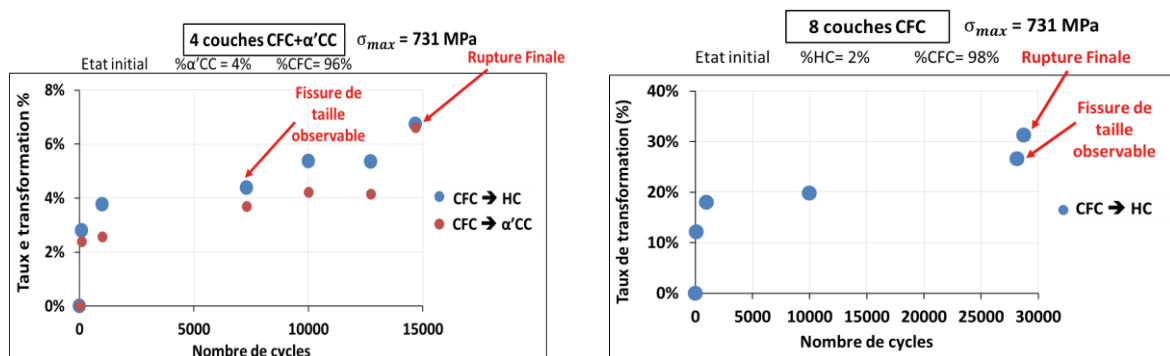 4 couches CFC+α'CC σmax = 731 MPa
Etat initial %α'CC = 4% %CFC= 96%
Rupture Finale
Fissure de
taille
observable
Taux e transformation %
8%
6%
4%
2%
0%
0 5000 10000 15000
Nombre de cycles
CFC ➔ HC
CFC ➔ α'CC
8 couches CFC σmax = 731 MPa
Etat initial %HC= 2% %CFC= 98%
Rupture Finale
Fissure de
taille
observable
Taux de transformation (%)
40%
30%
20%
10%
0%
0 5000 10000 15000 20000 25000 30000
Nombre de cycles
CFC ➔ HC